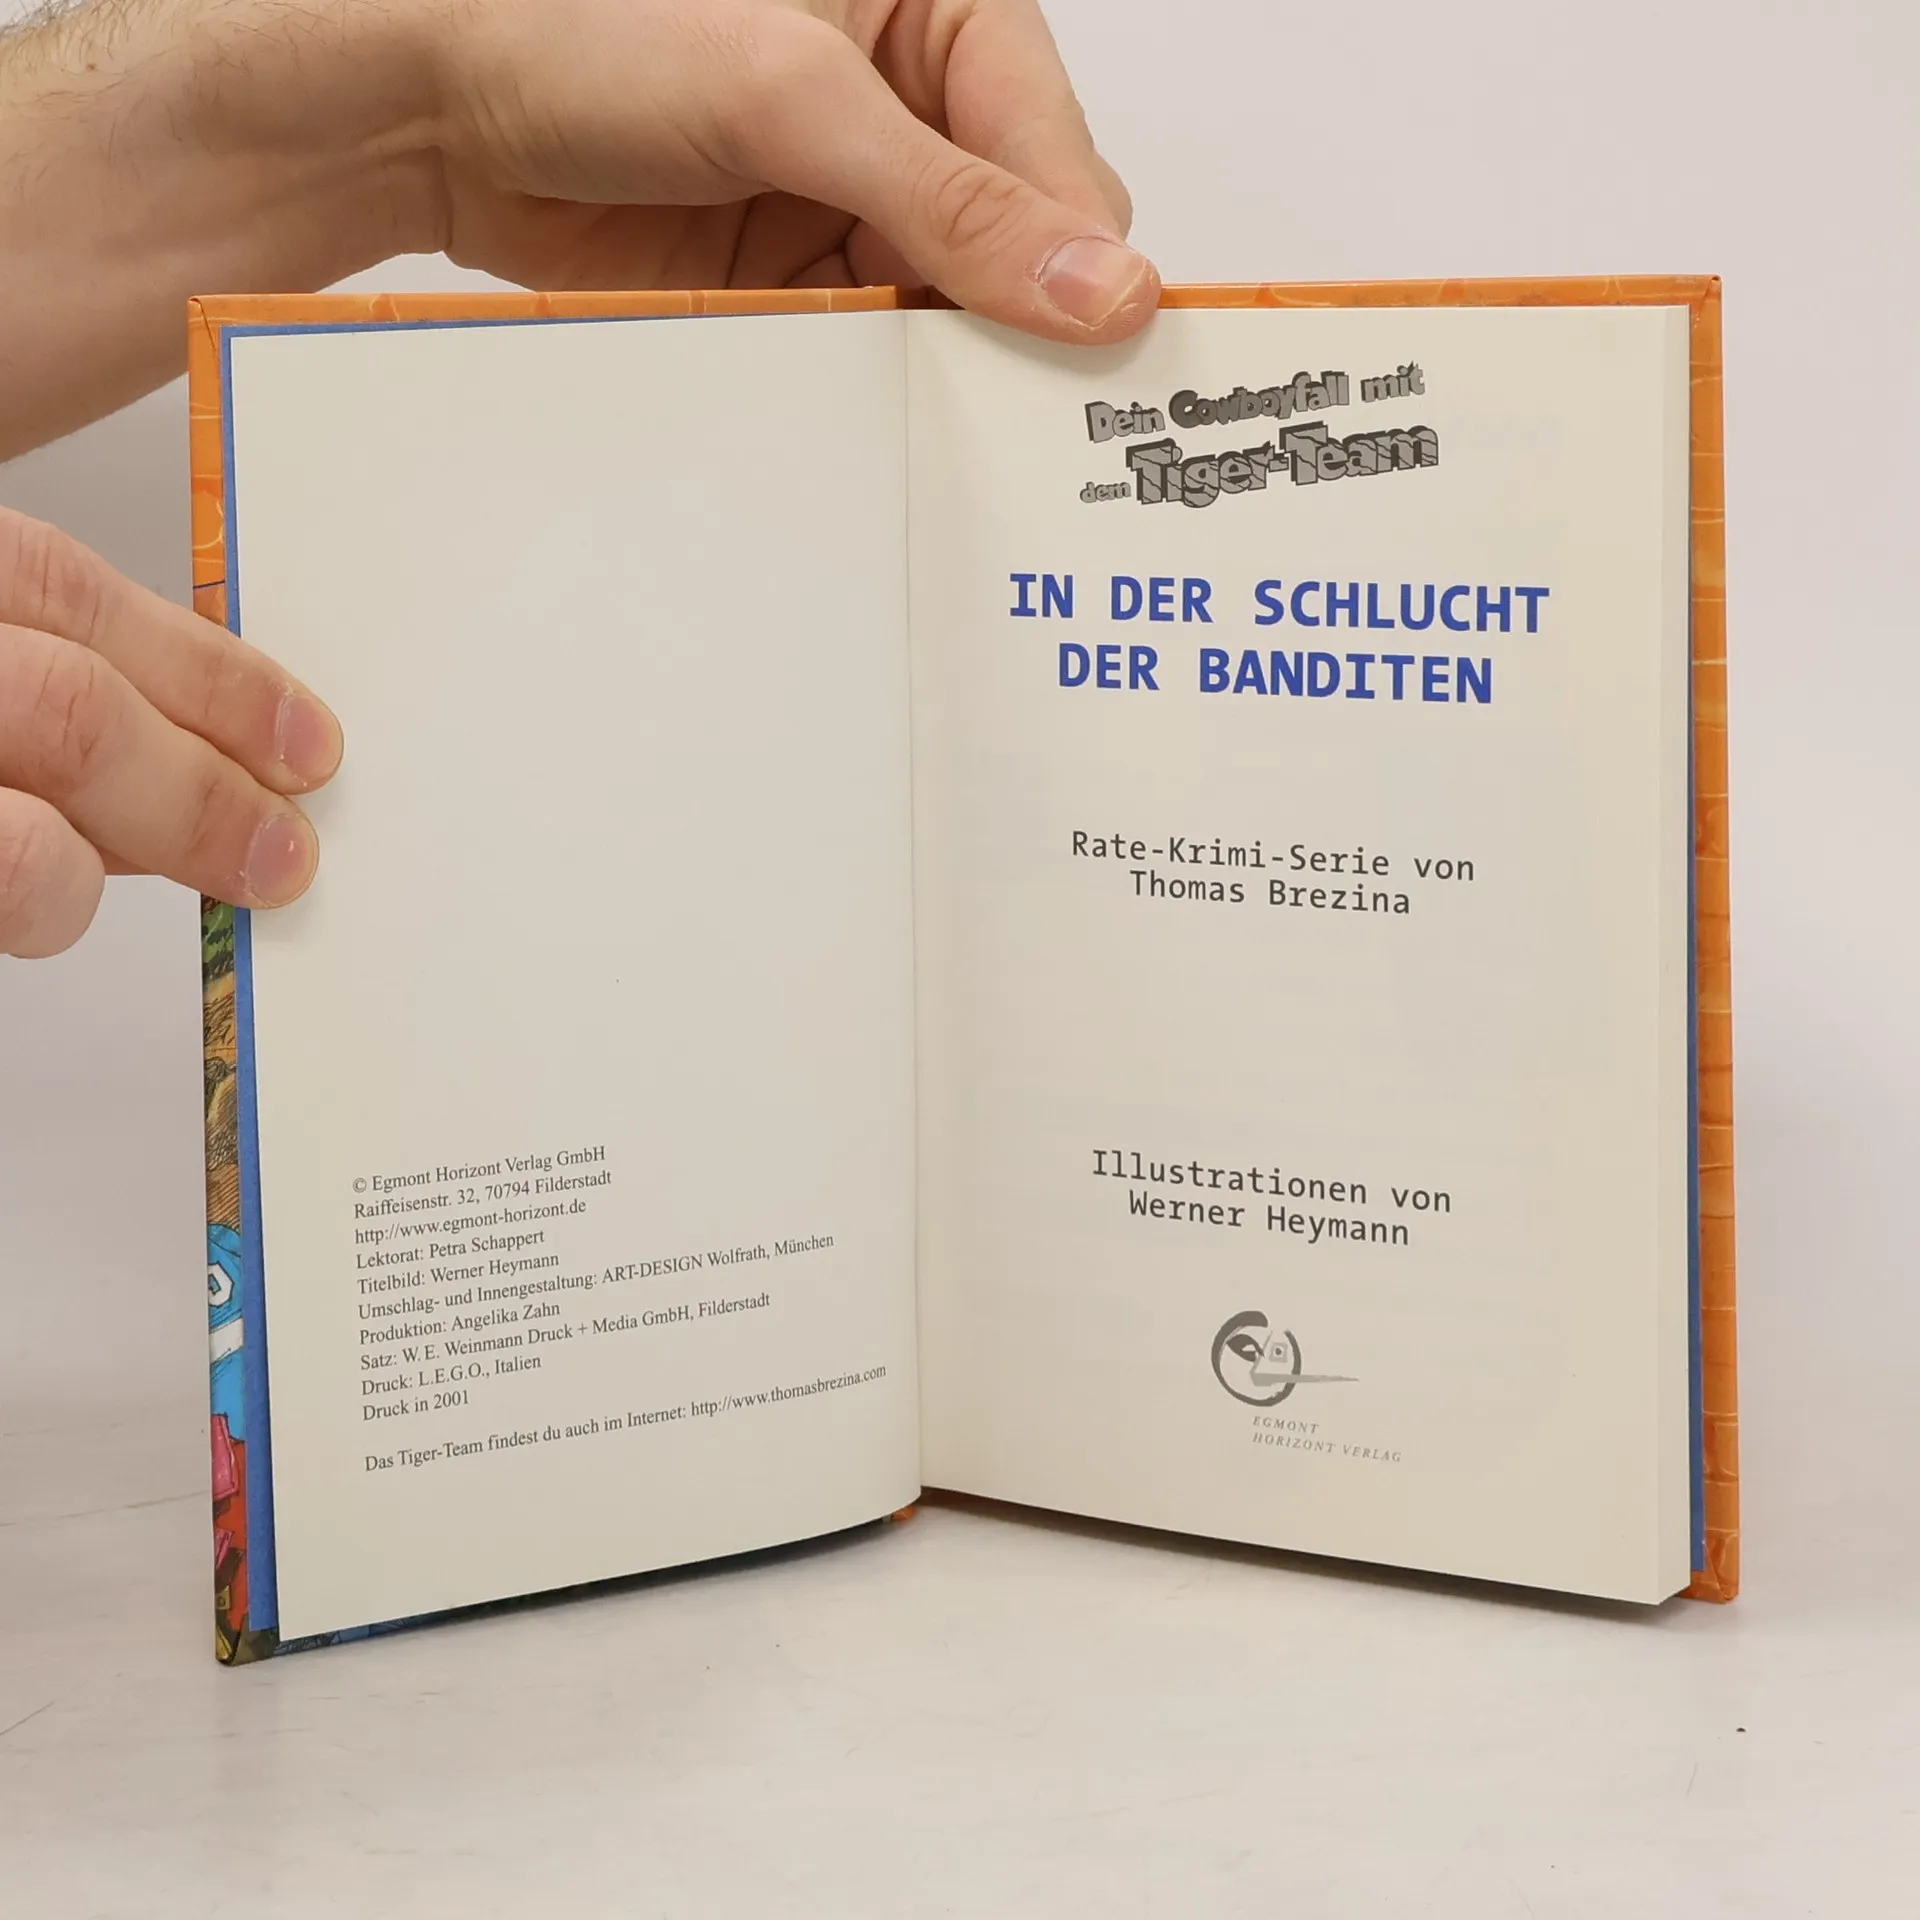 © Egmont Horizont Verlag GmbH
Raiffeisenstr. 32, 70794 Filderstadt
http://www.egmont-horizont.de
Lektorat: Petra Schappert
Titelbild: Werner Heymann
Umschlag- und Innengestaltung: ART-DESIGN Wolfrath, München
Produktion: Angelika Zahn
Satz: W. E. Weinmann Druck + Media GmbH, Filderstadt
Druck: L.E.G.O., Italien
Druck in 2001
Das Tiger-Team findest du auch im Internet: http://www.thomasbrezina.com
Dein Cowboyfall mit
dem Tiger-Team
IN DER SCHLUCHT
DER BANDITEN
Rate-Krimi-Serie von
Thomas Brezina
Illustrationen von
Werner Heymann
EGMONT
HORIZONT VERLAG